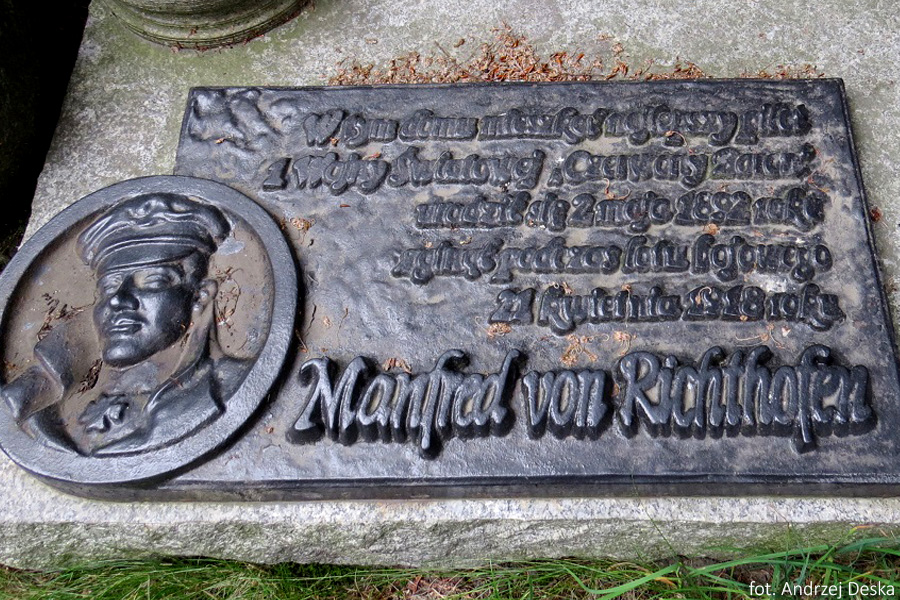 W tym domu mieszkał najlepszy pilot
I Wojny Światowej „Czerwony Baron”
urodził się 2 maja 1892 roku
zginął podczas lotu bojowego
21 kwietnia 1918 roku
Manfred von Richthofen
fot. Andrzej Deska